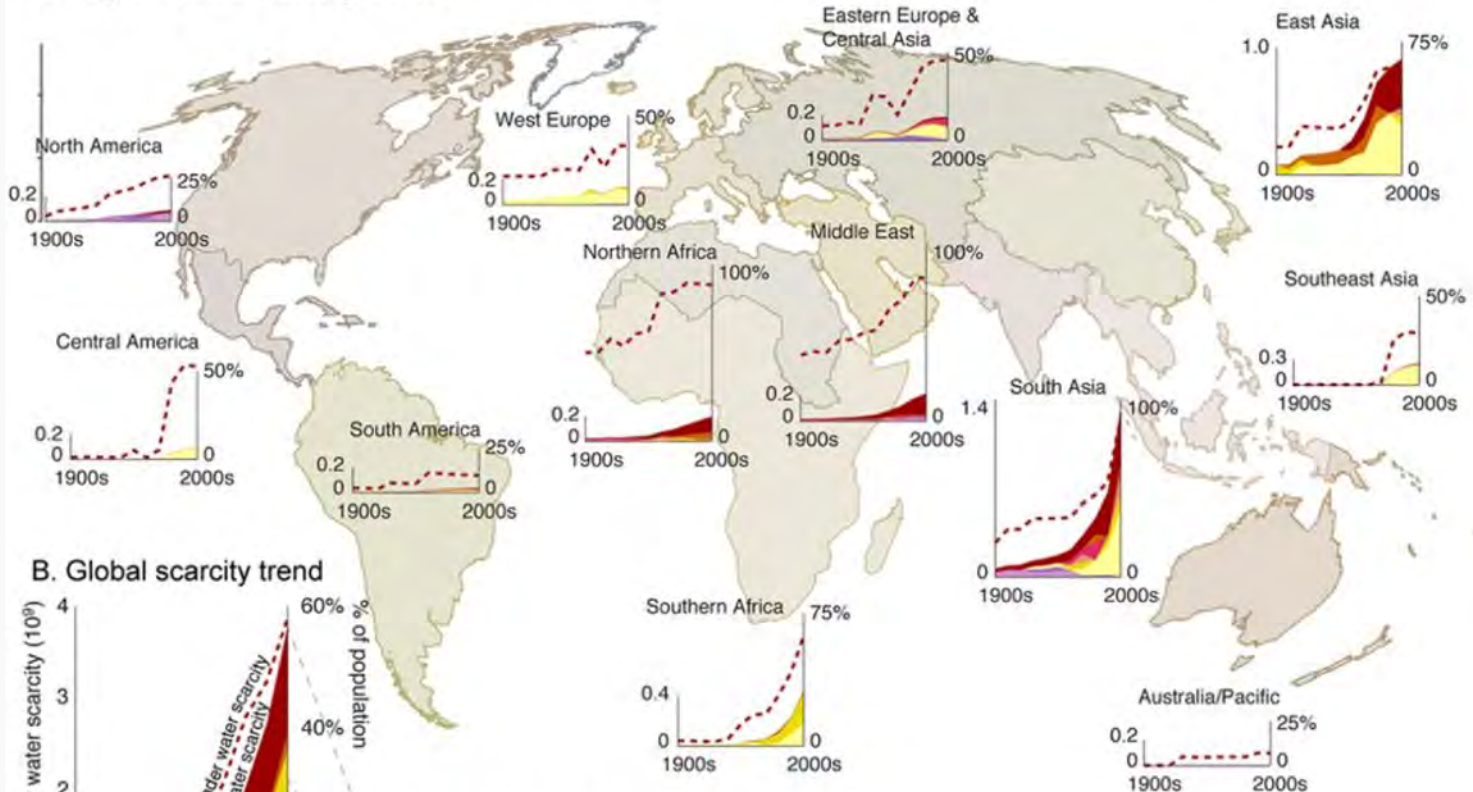 Eastern Europe &
Central Asia
50%
0.2
0
0
1900s
2000s
East Asia
1.0
75%
0
0
1900s
2000s
North America
0.2
25%
0
0
1900s
2000s
West Europe
50%
0.2
0
0
1900s
2000s
Northern Africa
100%
0.2
0
0
1900s
2000s
Middle East
100%
0.2
0
0
1900s
2000s
Southeast Asia
50%
0.3
0
0
1900s
2000s
Central America
50%
0.2
0
0
1900s
2000s
South America
25%
0.2
0
0
1900s
2000s
South Asia
1.4
100%
0
0
1900s
2000s
B. Global scarcity trend
4
60%
3
40%
2
water scarcity (10⁹)
% of population
water scarcity
scarcity
Southern Africa
75%
0.4
0
0
1900s
2000s
Australia/Pacific
25%
0.2
0
0
1900s
2000s